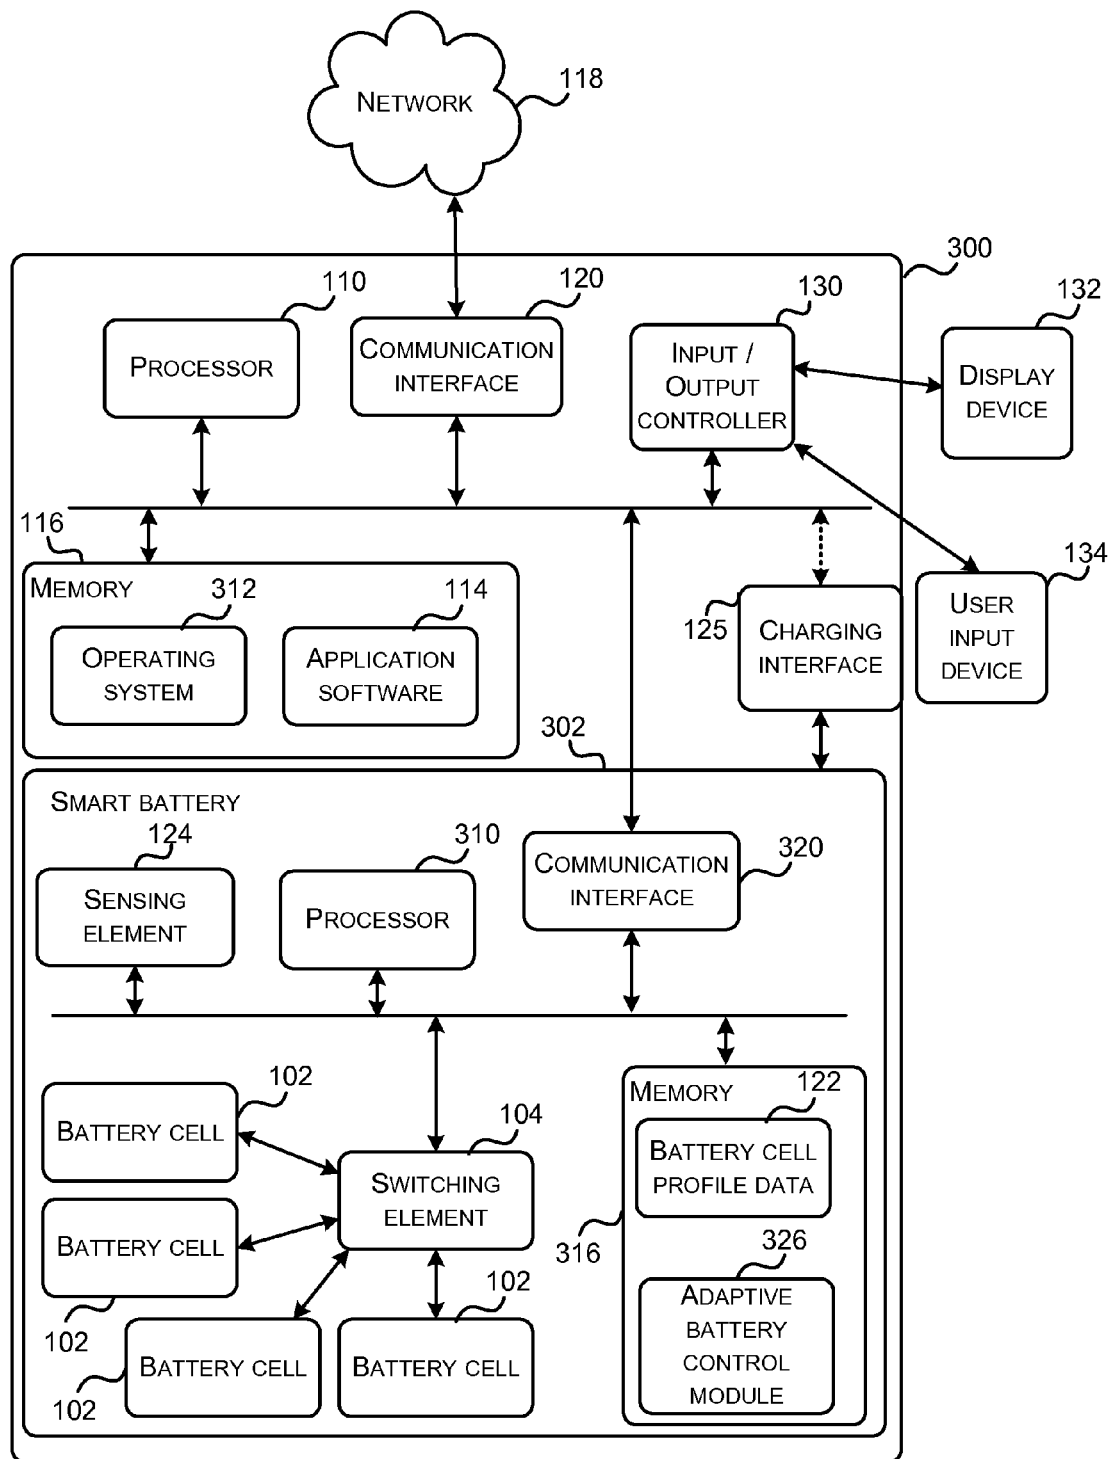 NETWORK
118
300
110
120
130
132
PROCESSOR
COMMUNICATION
INTERFACE
INPUT /
OUTPUT
CONTROLLER
DISPLAY
DEVICE
116
MEMORY
312
114
OPERATING
SYSTEM
APPLICATION
SOFTWARE
125
CHARGING
INTERFACE
134
USER
INPUT
DEVICE
302
SMART BATTERY
124
310
320
SENSING
ELEMENT
PROCESSOR
COMMUNICATION
INTERFACE
102
BATTERY CELL
104
SWITCHING
ELEMENT
BATTERY CELL
102
BATTERY CELL
102
102
BATTERY CELL
MEMORY
122
BATTERY CELL
PROFILE DATA
316
326
ADAPTIVE
BATTERY
CONTROL
MODULE